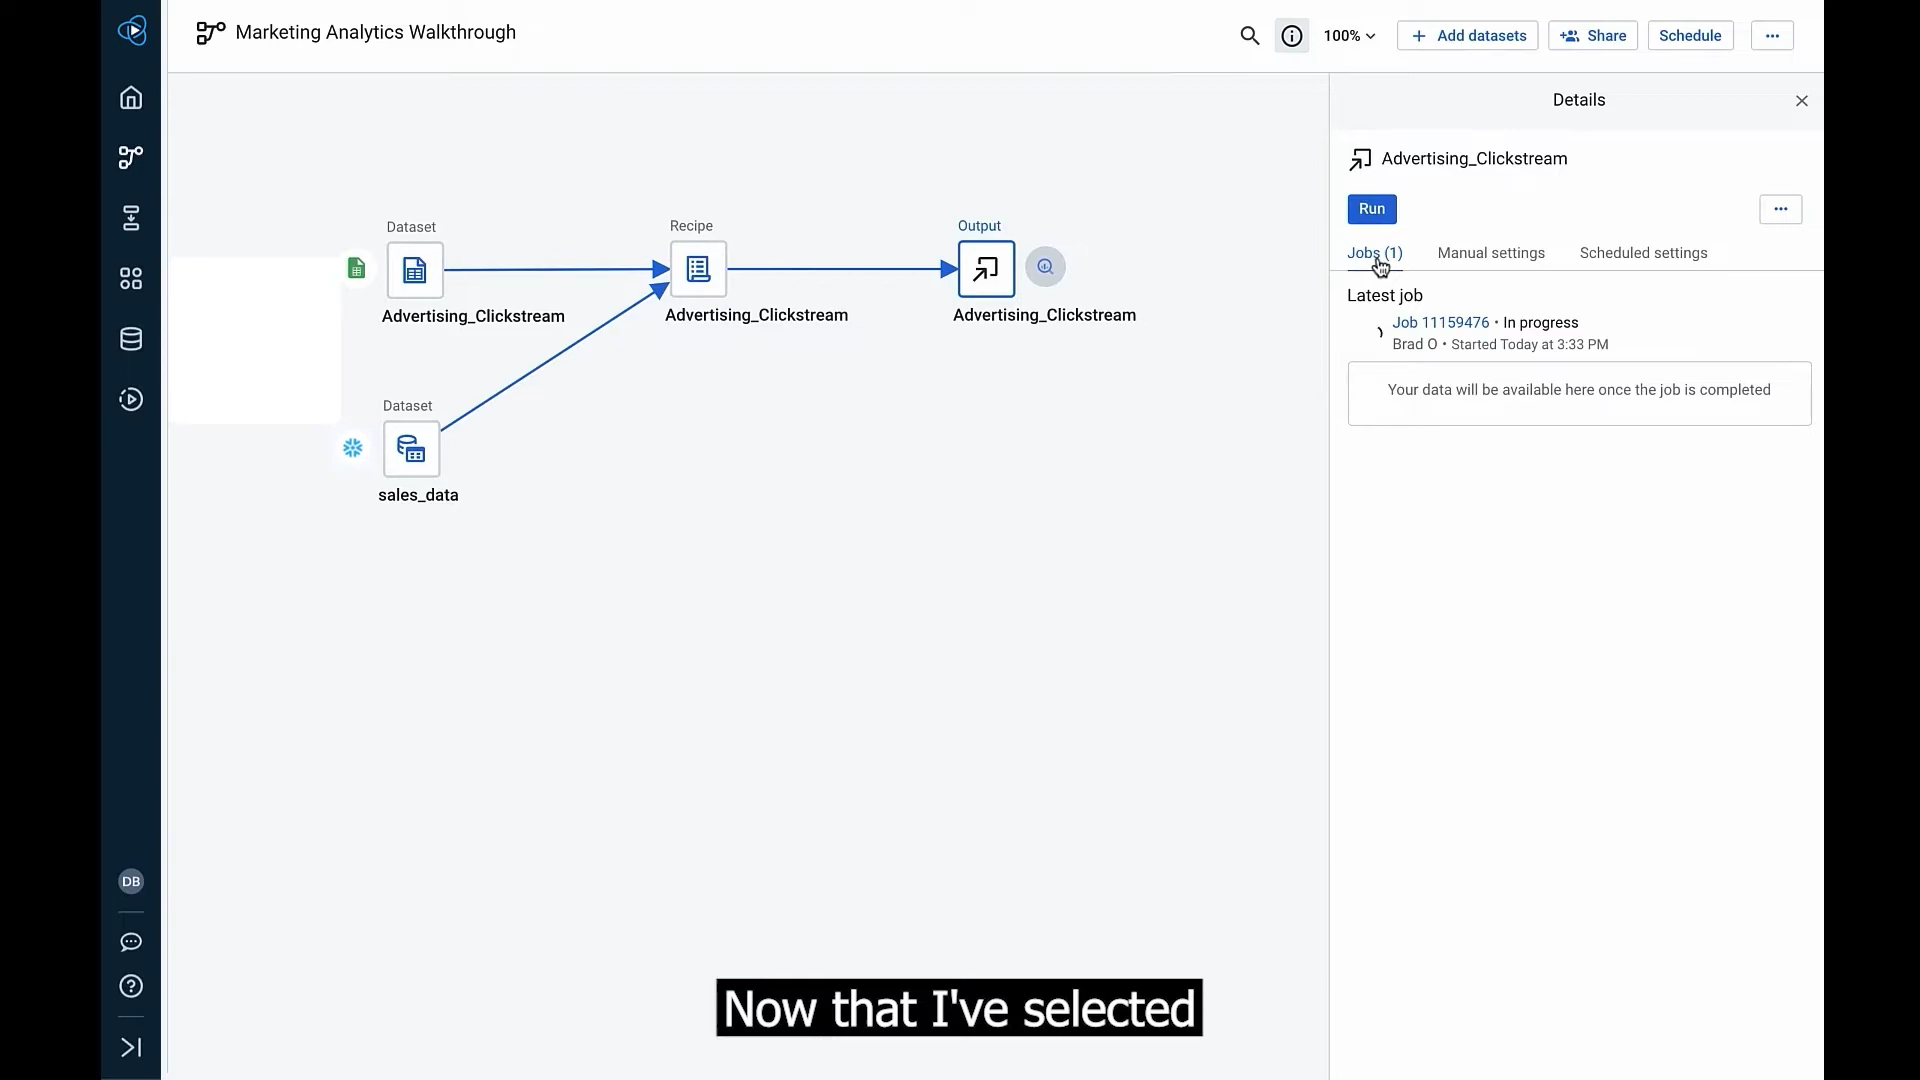 Marketing Analytics Walkthrough
100%
+ Add datasets
Share
Schedule
Details
Advertising_Clickstream
Run
Jobs (1)
Manual settings
Scheduled settings
Latest job
Job 11159476 • In progress
Brad O • Started Today at 3:33 PM
Your data will be available here once the job is completed
Dataset
Advertising_Clickstream
Recipe
Advertising_Clickstream
Output
Advertising_Clickstream
Dataset
sales_data
DB
Now that I've selected